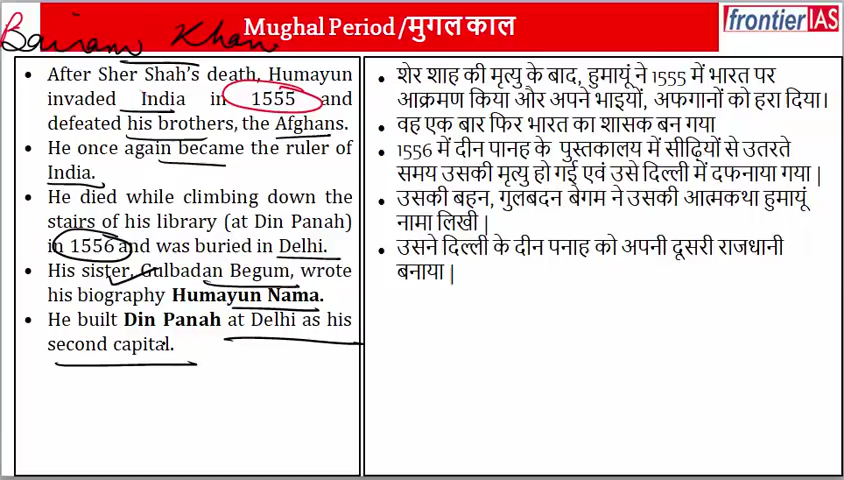 Mughal Period/मुगल काल
frontierIAS
Bairam Khan
• After Sher Shah's death, Humayun
invaded India in 1555 and
defeated his brothers, the Afghans.
• He once again became the ruler of
India.
• He died while climbing down the
stairs of his library (at Din Panah)
in 1556 and was buried in Delhi.
• His sister, Gulbadan Begum, wrote
his biography Humayun Nama.
• He built Din Panah at Delhi as his
second capital.
• शेर शाह की मृत्यु के बाद, हुमायूं ने 1555 में भारत पर
आक्रमण किया और अपने भाइयों, अफगानों को हरा दिया।
• वह एक बार फिर भारत का शासक बन गया
• 1556 में दीन पानह के पुस्तकालय में सीढ़ियों से उतरते
समय उसकी मृत्यु हो गई एवं उसे दिल्ली में दफनाया गया |
• उसकी बहन, गुलबदन बेगम ने उसकी आत्मकथा हुमायूं
नामा लिखी |
• उसने दिल्ली के दीन पनाह को अपनी दूसरी राजधानी
बनाया |